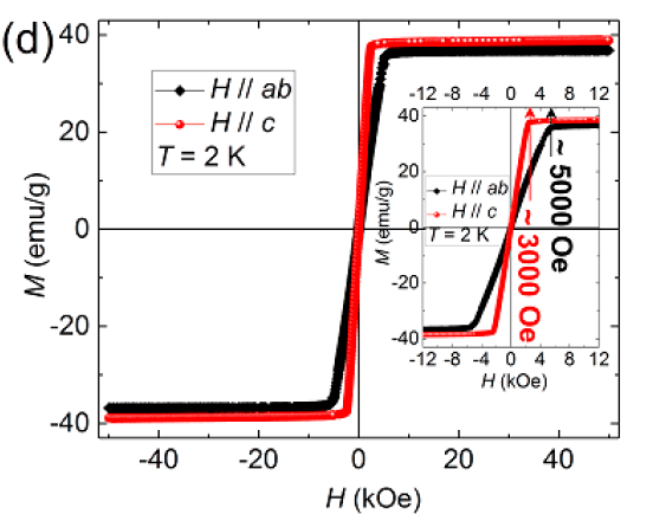 (d)
40
20
0
-20
-40
M (emu/g)
-40 -20 0 20 40
H (kOe)
H // ab
H // c
T = 2 K
-12 -8 -4 0 4 8 12
40
20
0
-20
-40
M (emu/g)
H // ab
H // c
T = 2 K
~ 3000 Oe
~ 5000 Oe
-12 -8 -4 0 4 8 12
H (kOe)